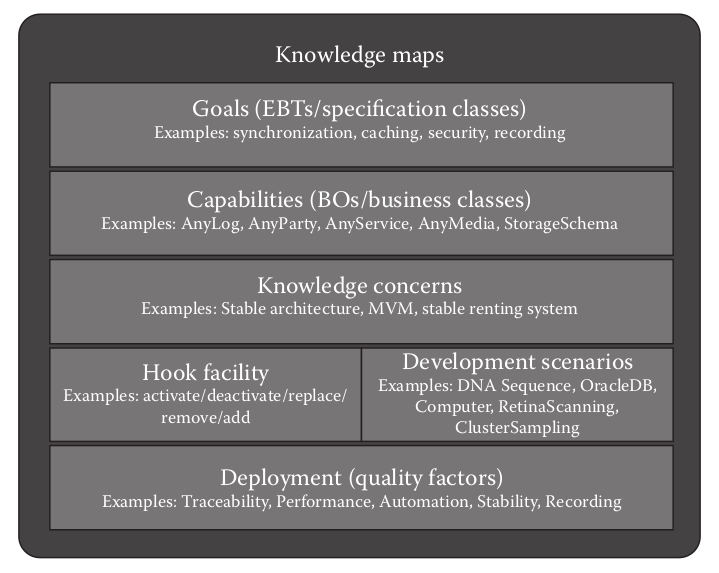 Knowledge maps
Goals (EBTs/specification classes)
Examples: synchronization, caching, security, recording
Capabilities (BOs/business classes)
Examples: AnyLog, AnyParty, AnyService, AnyMedia, StorageSchema
Knowledge concerns
Examples: Stable architecture, MVM, stable renting system
Hook facility
Examples: activate/deactivate/replace/
remove/add
Development scenarios
Examples: DNA Sequence, OracleDB,
Computer, RetinaScanning,
ClusterSampling
Deployment (quality factors)
Examples: Traceability, Performance, Automation, Stability, Recording